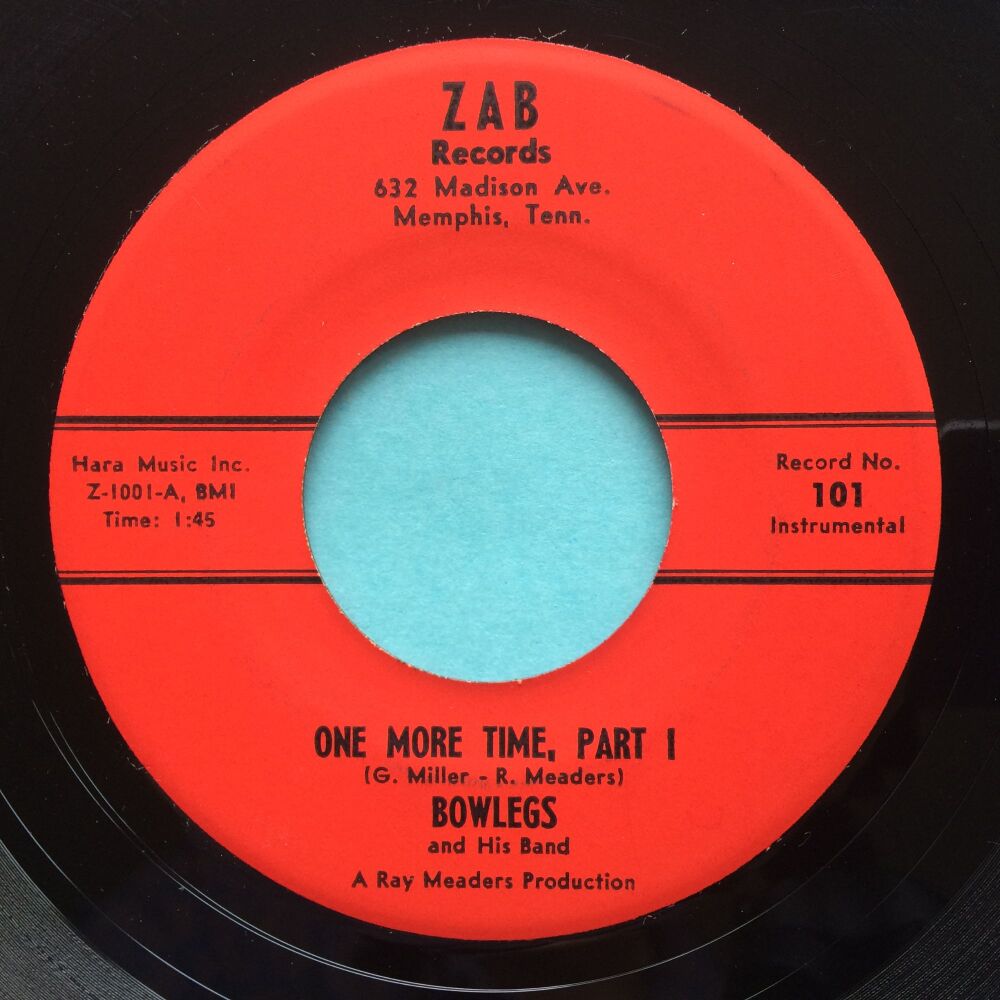 ZAB
Records
632 Madison Ave.
Memphis, Tenn.
Hara Music Inc.
Z-1001-A, BMI
Time: 1:45
Record No.
101
Instrumental
ONE MORE TIME, PART 1
(G. Miller - R. Meaders)
BOWLEGS
and His Band
A Ray Meaders Production